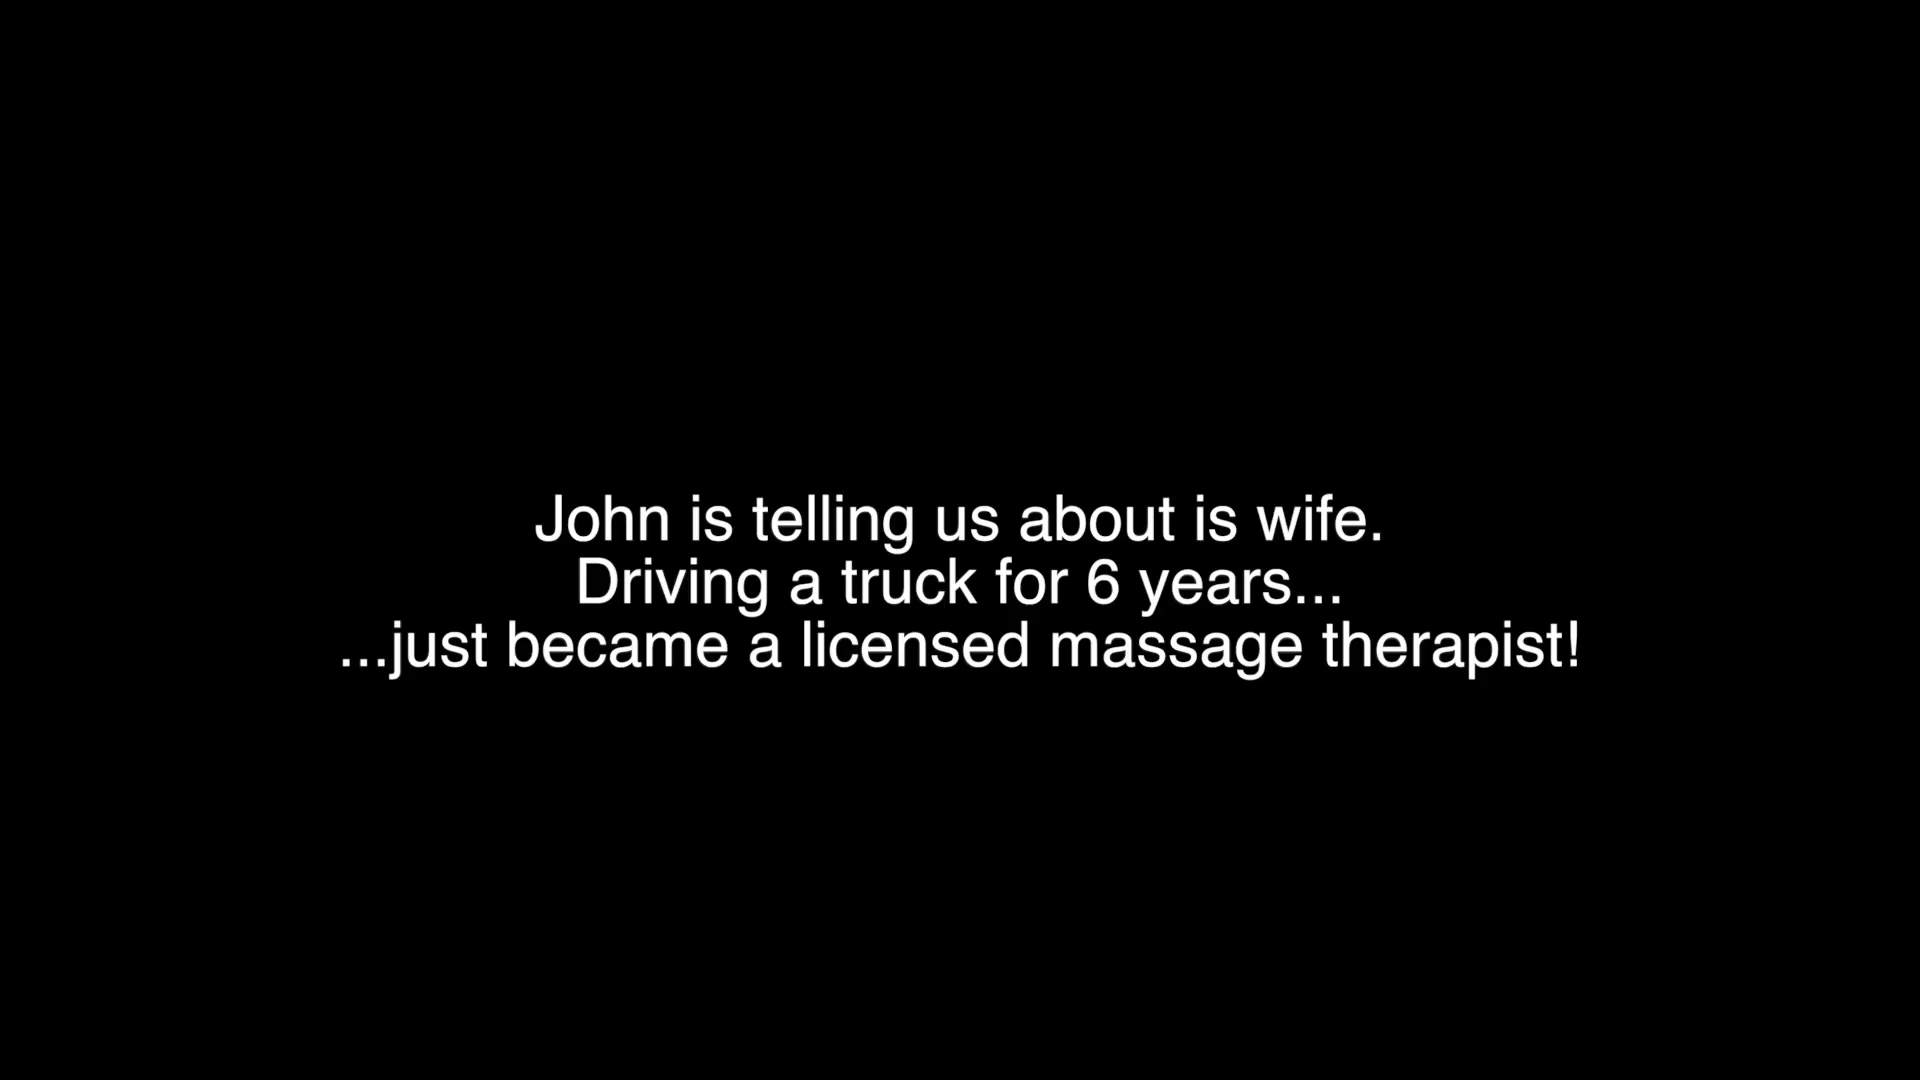 John is telling us about is wife.
Driving a truck for 6 years...
...just became a licensed massage therapist!